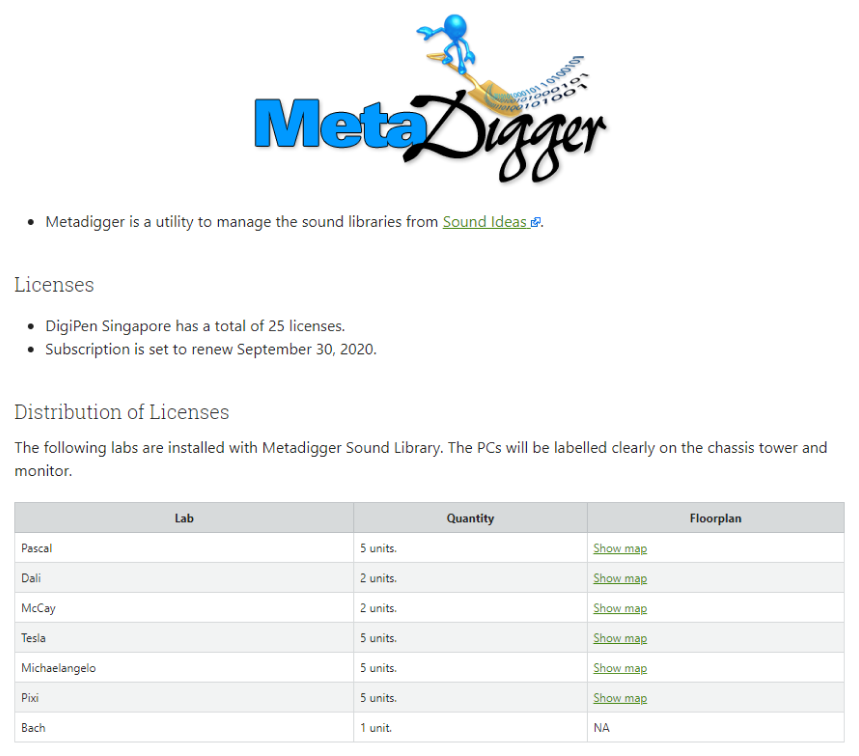 MetaDigger
000101110100101
0101000101
0101001
Metadigger is a utility to manage the sound libraries from Sound Ideas.
Licenses
DigiPen Singapore has a total of 25 licenses.
Subscription is set to renew September 30, 2020.
Distribution of Licenses
The following labs are installed with Metadigger Sound Library. The PCs will be labelled clearly on the chassis tower and
monitor.
Lab Quantity Floorplan
Pascal 5 units. Show map
Dali 2 units. Show map
McCay 2 units. Show map
Tesla 5 units. Show map
Michaelangelo 5 units. Show map
Pixi 5 units. Show map
Bach 1 unit. NA